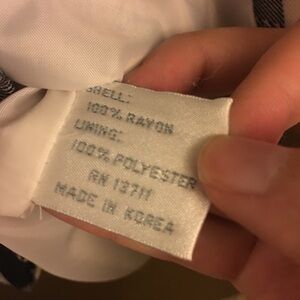 SHELL:
100% RAYON
LINING:
100% POLYESTER
RN 13711
MADE IN KOREA